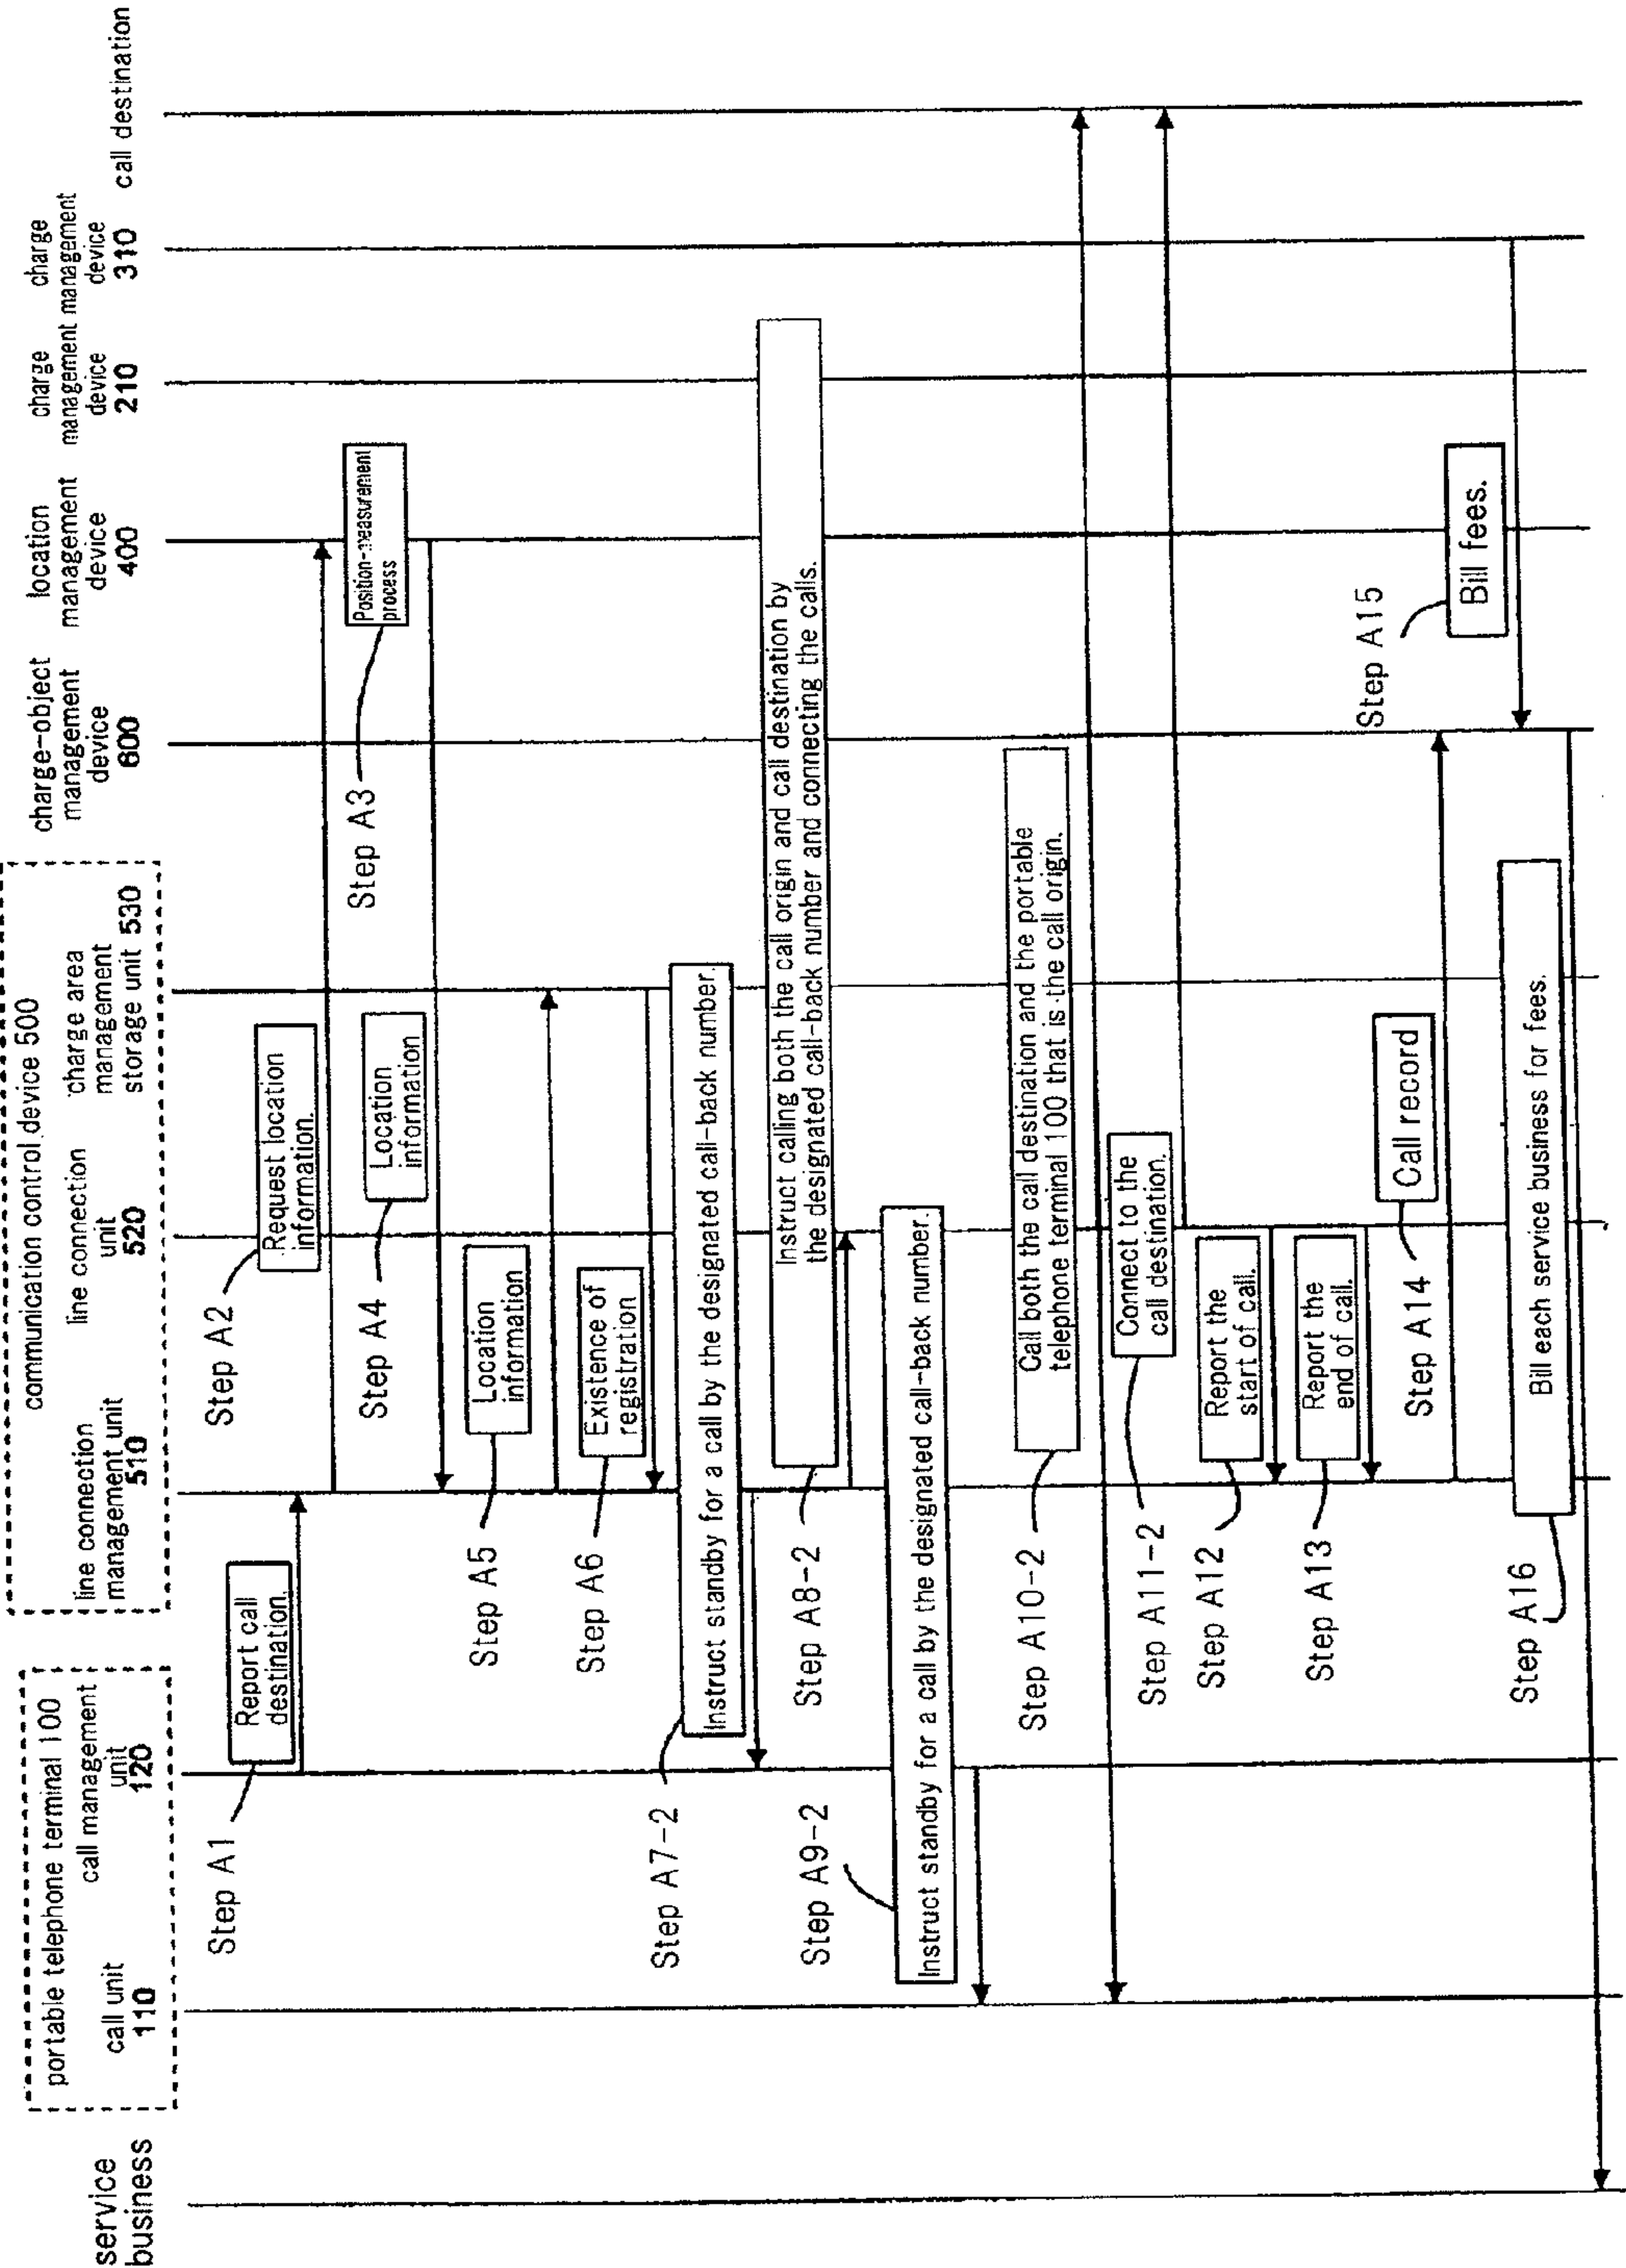 service
business
portable telephone terminal 100
call unit
110
call management
unit
120
communication control device 500
line connection
management unit
510
line connection
unit
520
charge area
management
storage unit 530
charge-object
management
device
600
location
management
device
400
charge
management
device
210
charge
management
device
310
call destination
Step A1
Report call
destination.
Step A2
Request location
information.
Step A3
Position-measurement
process
Step A4
Location
information
Step A5
Location
information
Step A6
Existence of
registration
Step A7-2
Instruct standby for a call by the designated call-back number.
Step A8-2
Instruct calling both the call origin and call destination by
the designated call-back number and connecting the calls.
Step A9-2
Instruct standby for a call by the designated call-back number.
Step A10-2
Call both the call destination and the portable
telephone terminal 100 that is the call origin.
Step A11-2
Connect to the
call destination.
Step A12
Report the
start of call.
Step A13
Report the
end of call.
Step A14
Call record
Step A15
Bill fees.
Step A16
Bill each service business for fees.